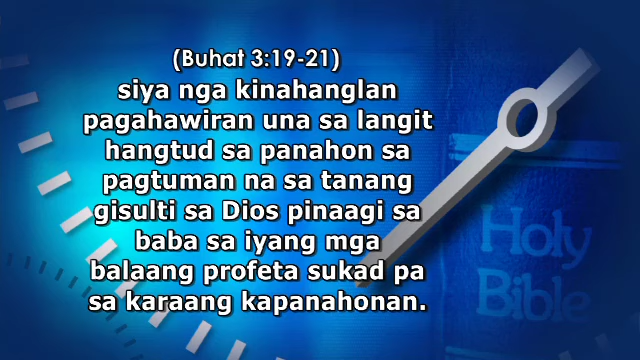 (Buhat 3:19-21)
siya nga kinahanglan
pagahawiran una sa langit
hangtud sa panahon sa
pagtuman na sa tanang
gisulti sa Dios pinaagi sa
baba sa iyang mga
balaang profeta sukad pa
sa karaang kapanahonan.
Holy
Bible